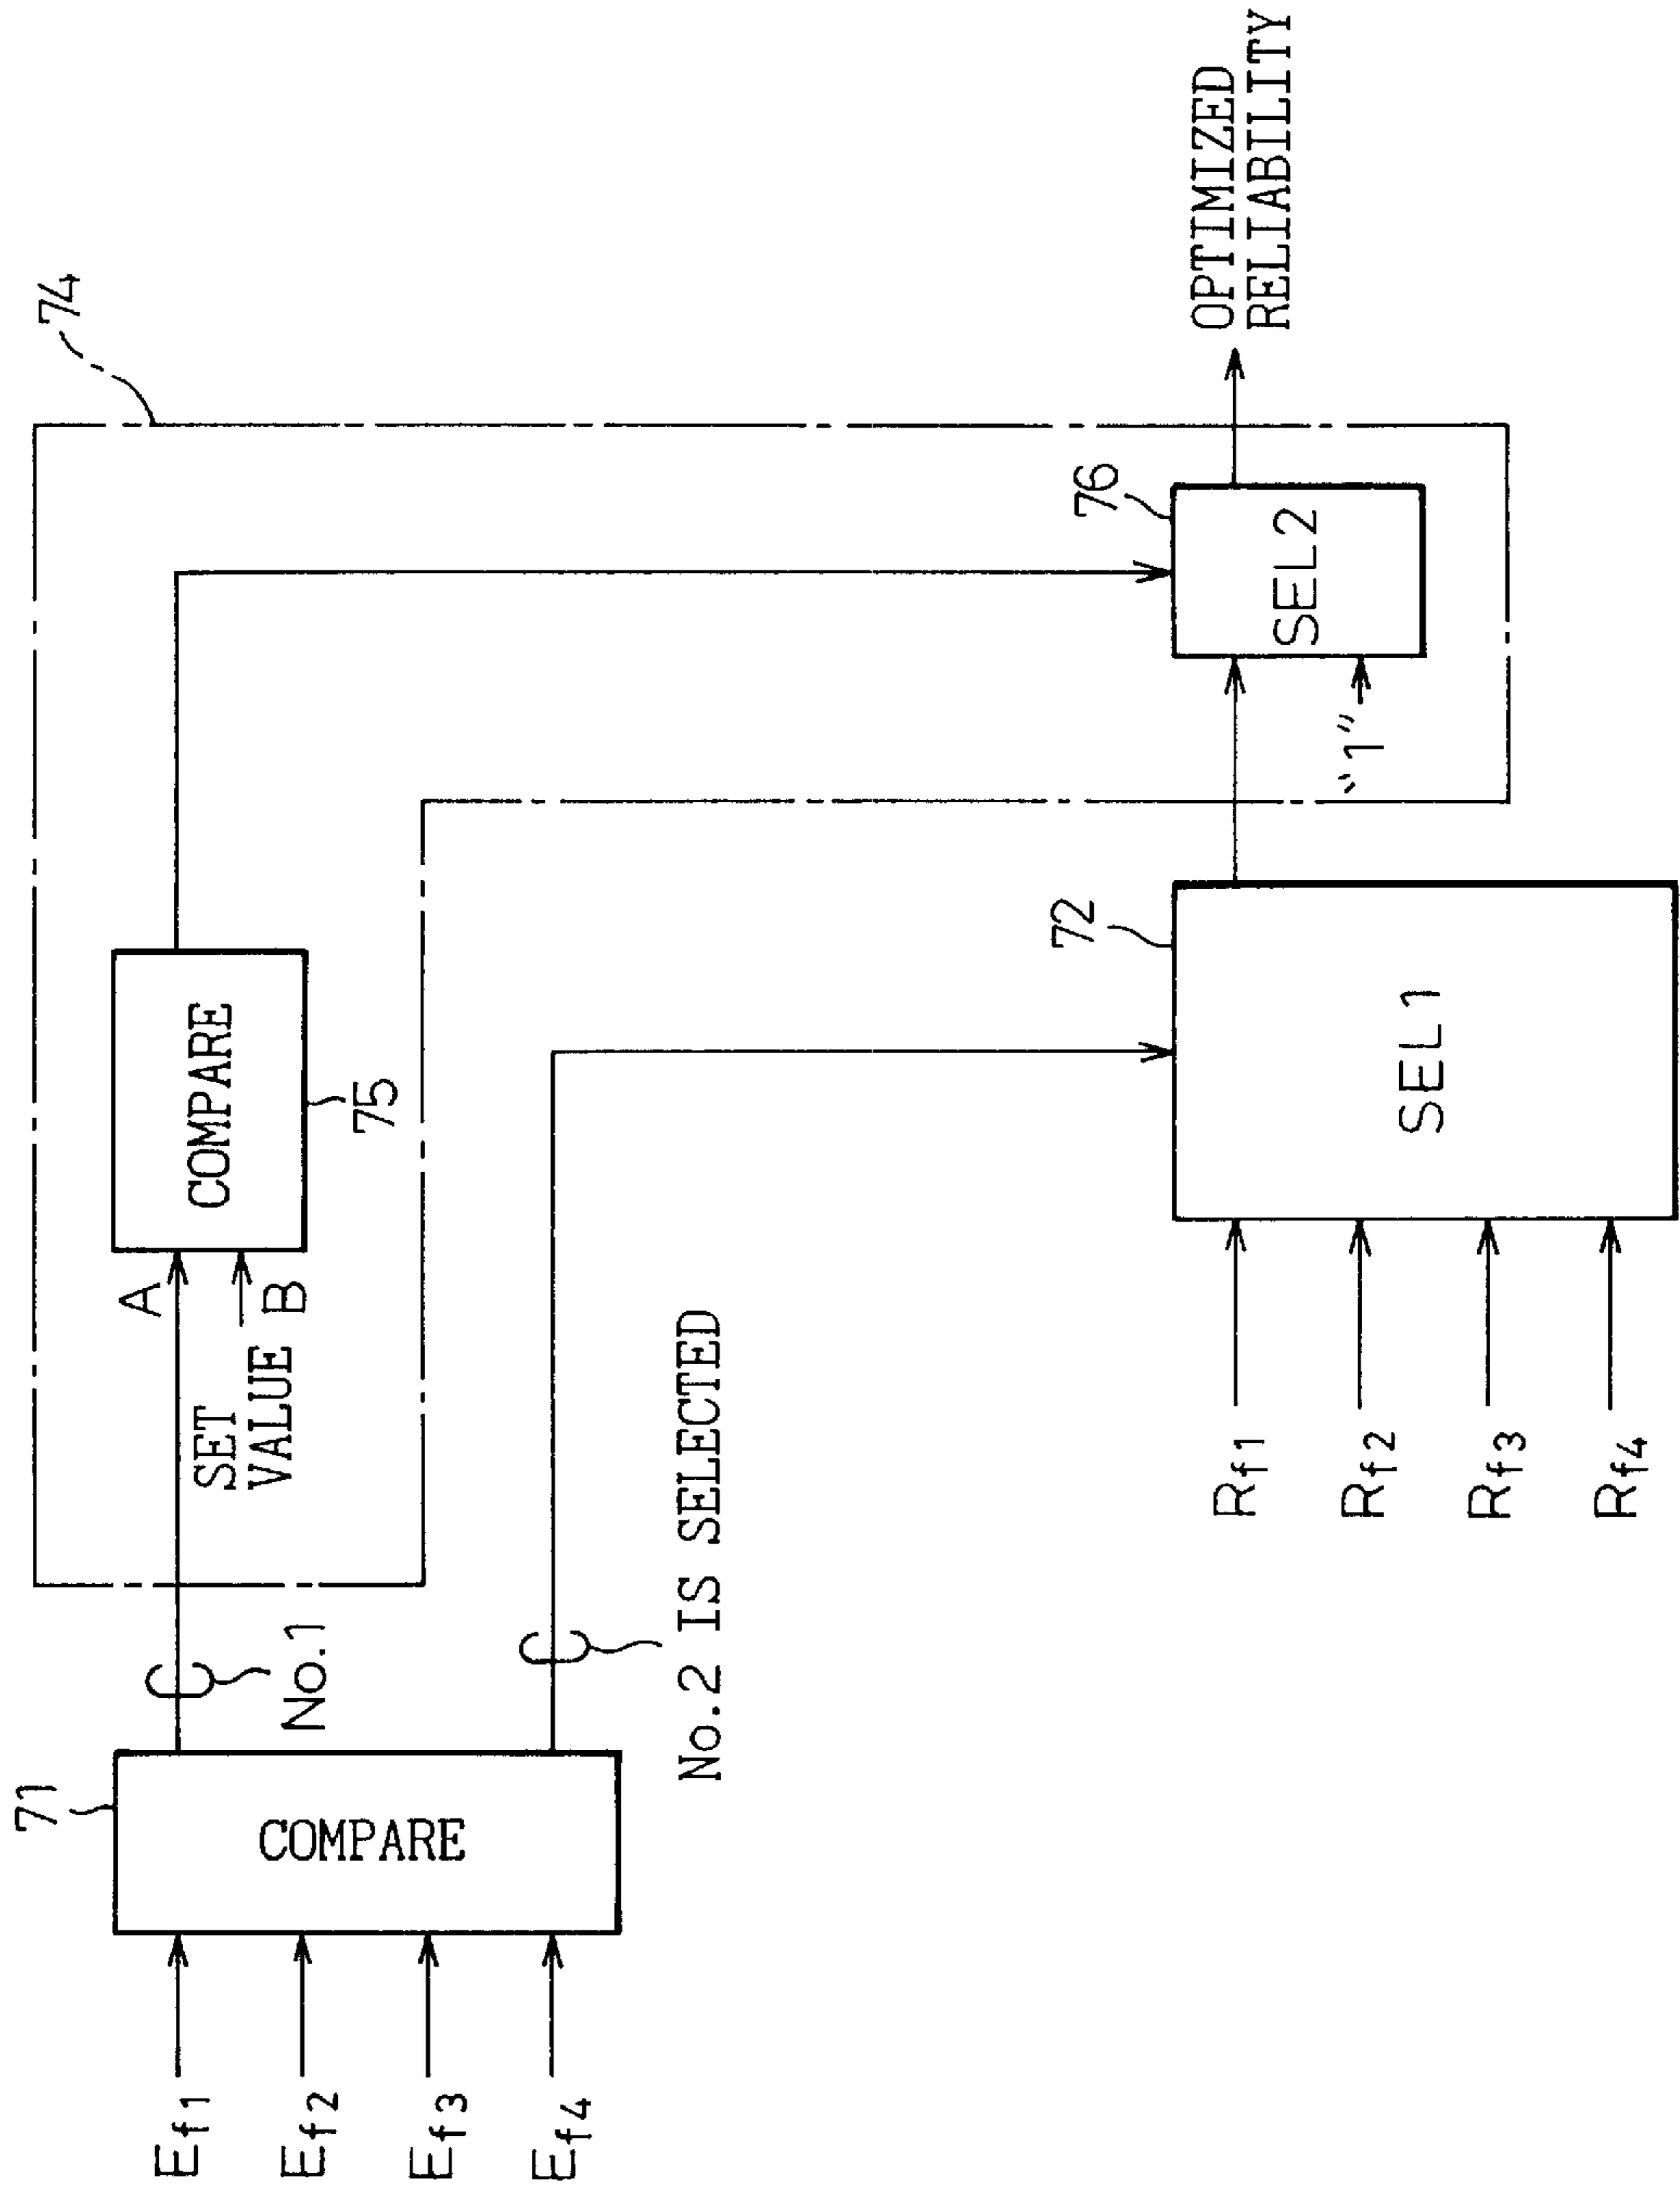 74
71
COMPARE
Ef1
Ef2
Ef3
Ef4
No.1
No.2 IS SELECTED
A
SET
VALUE B
COMPARE
75
72
SEL1
Rf1
Rf2
Rf3
Rf4
76
SEL2
"1"
OPTIMIZED
RELIABILITY